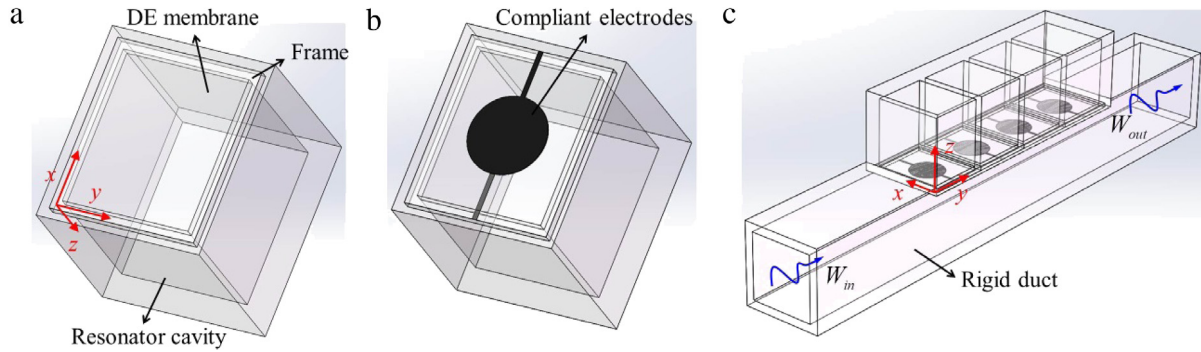 a
DE membrane
Frame
x
y
z
Resonator cavity
b
Compliant electrodes
c
W_out
z
x
y
W_in
Rigid duct